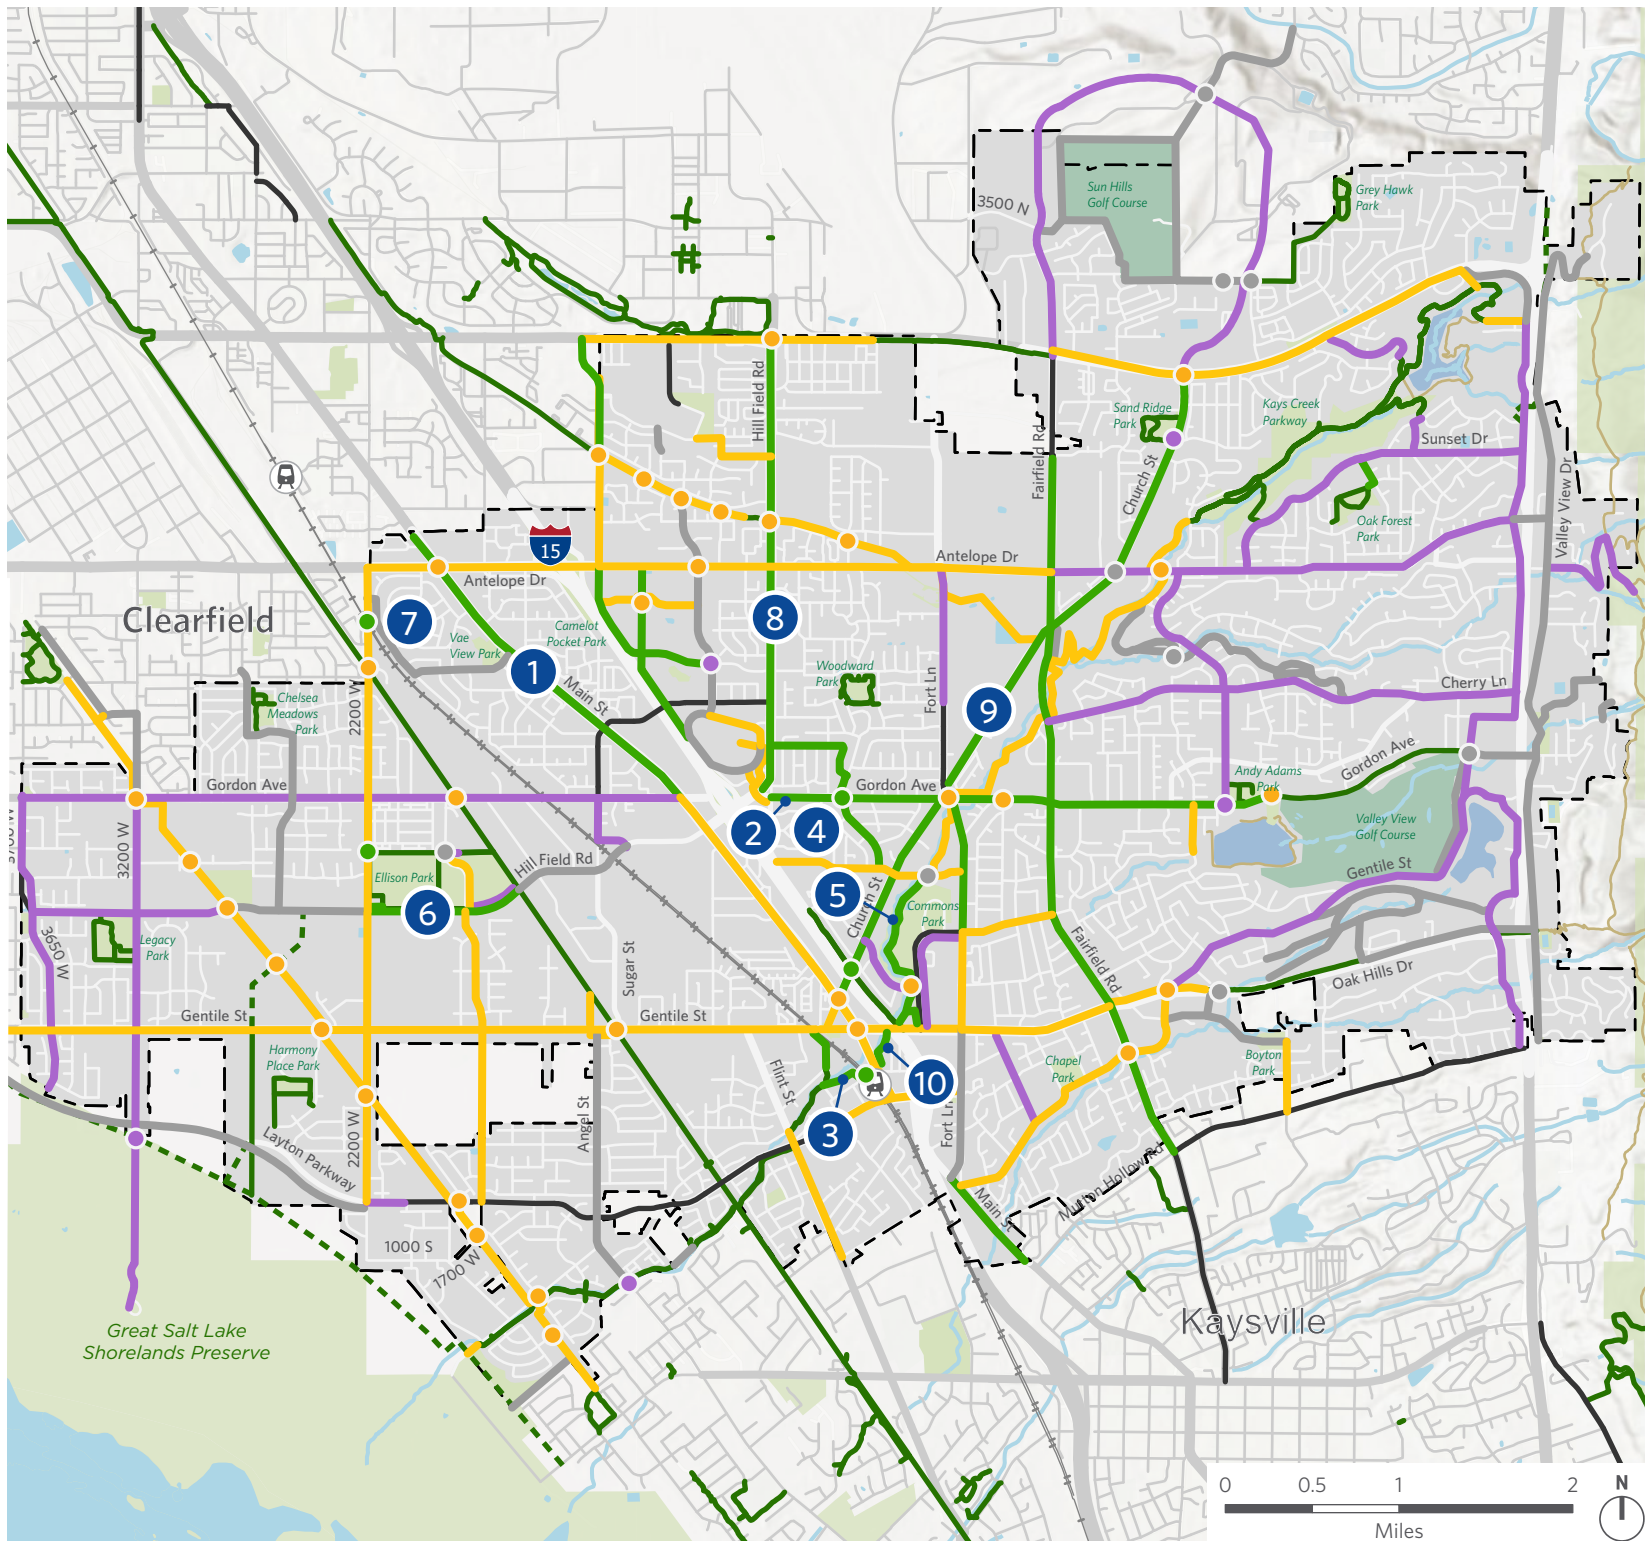 Sun Hills
Golf Course
Grey Hawk
Park
3500 N
Hill Field Rd
Sand Ridge
Park
Kays Creek
Parkway
Sunset Dr
Fairfield Rd
Church St
Valley View Dr
Oak Forest
Park
15
Antelope Dr
Antelope Dr
Clearfield
7
Vae
View Park
Camelot
Pocket Park
8
1
Woodward
Park
Main St
Fort Ln
Cherry Ln
Chelsea
Meadows
Park
2200 W
9
Gordon Ave
Gordon Ave
Gordon Ave
Andy Adams
Park
3200 W
2
4
Valley View
Golf Course
Hill Field Rd
Gentile St
Ellison Park
5
Church St
Commons
Park
6
Legacy
Park
3650 W
Sugar St
Fairfield Rd
Oak Hills Dr
Gentile St
Gentile St
Harmony
Place Park
Flint St
Chapel
Park
Boyton
Park
10
3
Angel St
Fort Ln
2200 W
Layton Parkway
Main St
Mutton Hollow Rd
1000 S
1700 W
Great Salt Lake
Shorelands Preserve
Kaysville
0 0.5 1 2
Miles
N